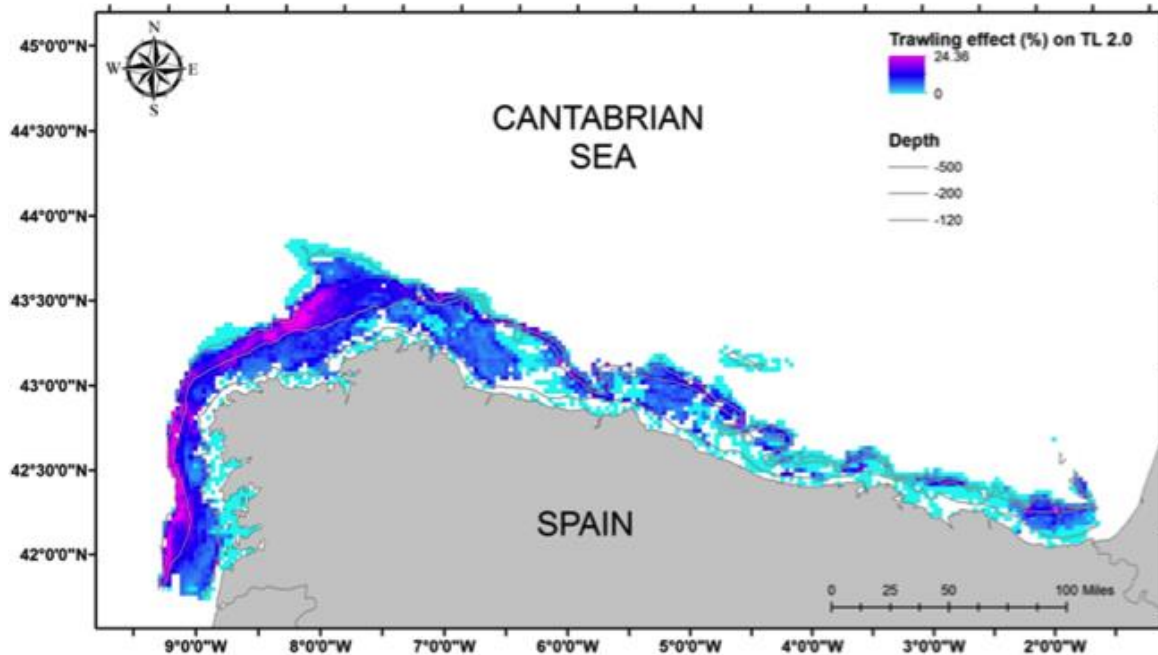 45°0'0"N
44°30'0"N
44°0'0"N
43°30'0"N
43°0'0"N
42°30'0"N
42°0'0"N
N
W
E
S
Trawling effect (%) on TL 2.0
24.36
0
Depth
-500
-200
-120
CANTABRIAN
SEA
SPAIN
0 25 50 100 Miles
9°0'0"W 8°0'0"W 7°0'0"W 6°0'0"W 5°0'0"W 4°0'0"W 3°0'0"W 2°0'0"W